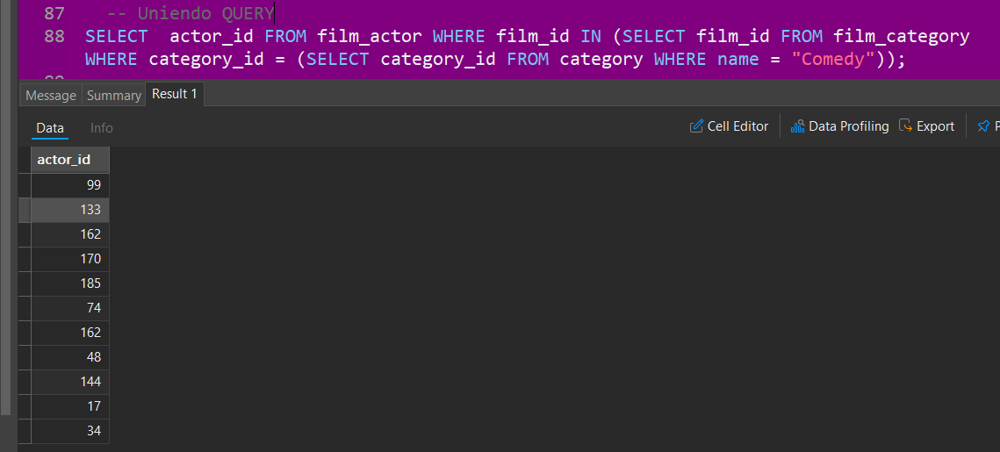 87 -- Uniendo QUERY
88 SELECT  actor_id FROM film_actor WHERE film_id IN (SELECT film_id FROM film_category
WHERE category_id = (SELECT category_id FROM category WHERE name = "Comedy"));
Message Summary Result 1
Data Info Cell Editor Data Profiling Export
actor_id
99
133
162
170
185
74
162
48
144
17
34